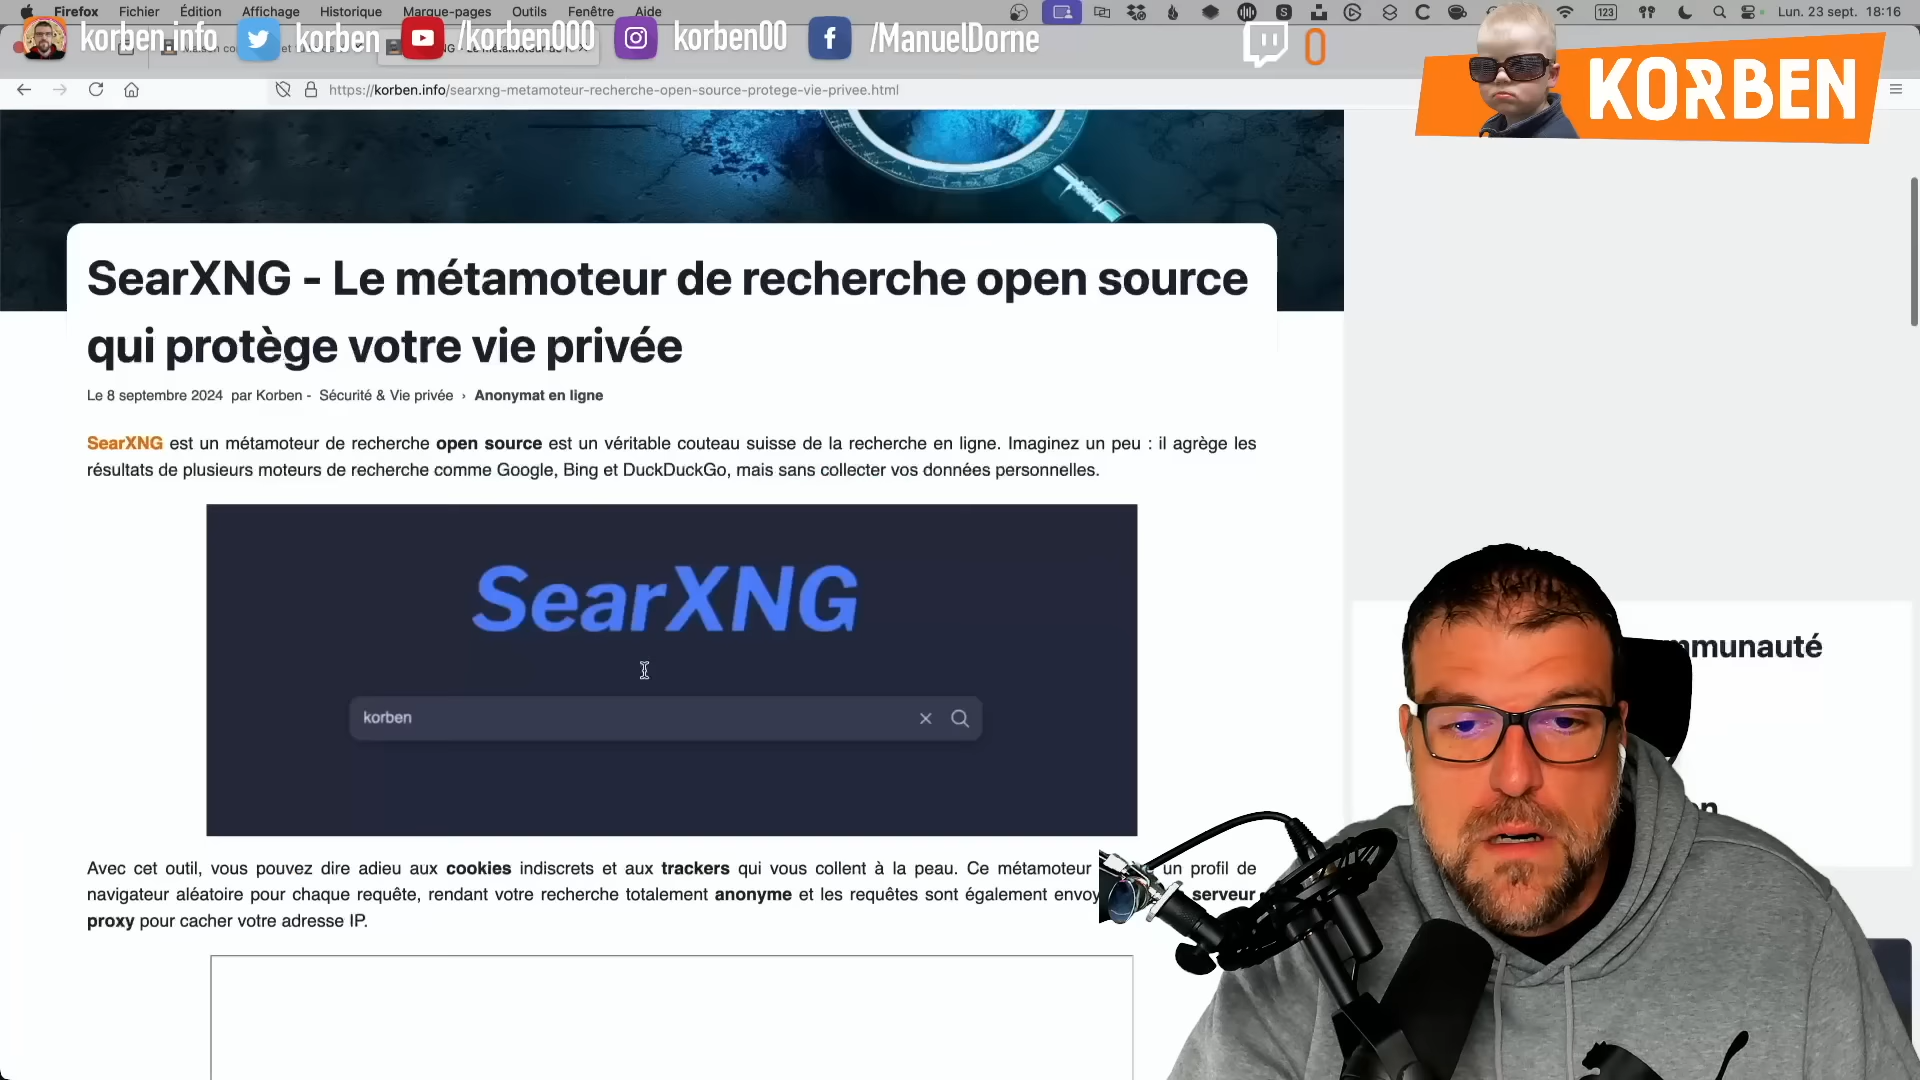 Firefox Fichier Édition Affichage Historique Marque-pages Outils Fenêtre Aide
123
Lun. 23 sept. 18:16
korben.info
korben
/korben000
korben00
/ManuelDorne
0
KORBEN
https://korben.info/searxng-metamoteur-recherche-open-source-protege-vie-privee.html
SearXNG - Le métamoteur de recherche open source
qui protège votre vie privée
Le 8 septembre 2024 par Korben - Sécurité & Vie privée › Anonymat en ligne
SearXNG est un métamoteur de recherche open source est un véritable couteau suisse de la recherche en ligne. Imaginez un peu : il agrège les
résultats de plusieurs moteurs de recherche comme Google, Bing et DuckDuckGo, mais sans collecter vos données personnelles.
SearXNG
korben
mmunauté
Avec cet outil, vous pouvez dire adieu aux cookies indiscrets et aux trackers qui vous collent à la peau. Ce métamoteur un profil de
navigateur aléatoire pour chaque requête, rendant votre recherche totalement anonyme et les requêtes sont également envoy serveur
proxy pour cacher votre adresse IP.